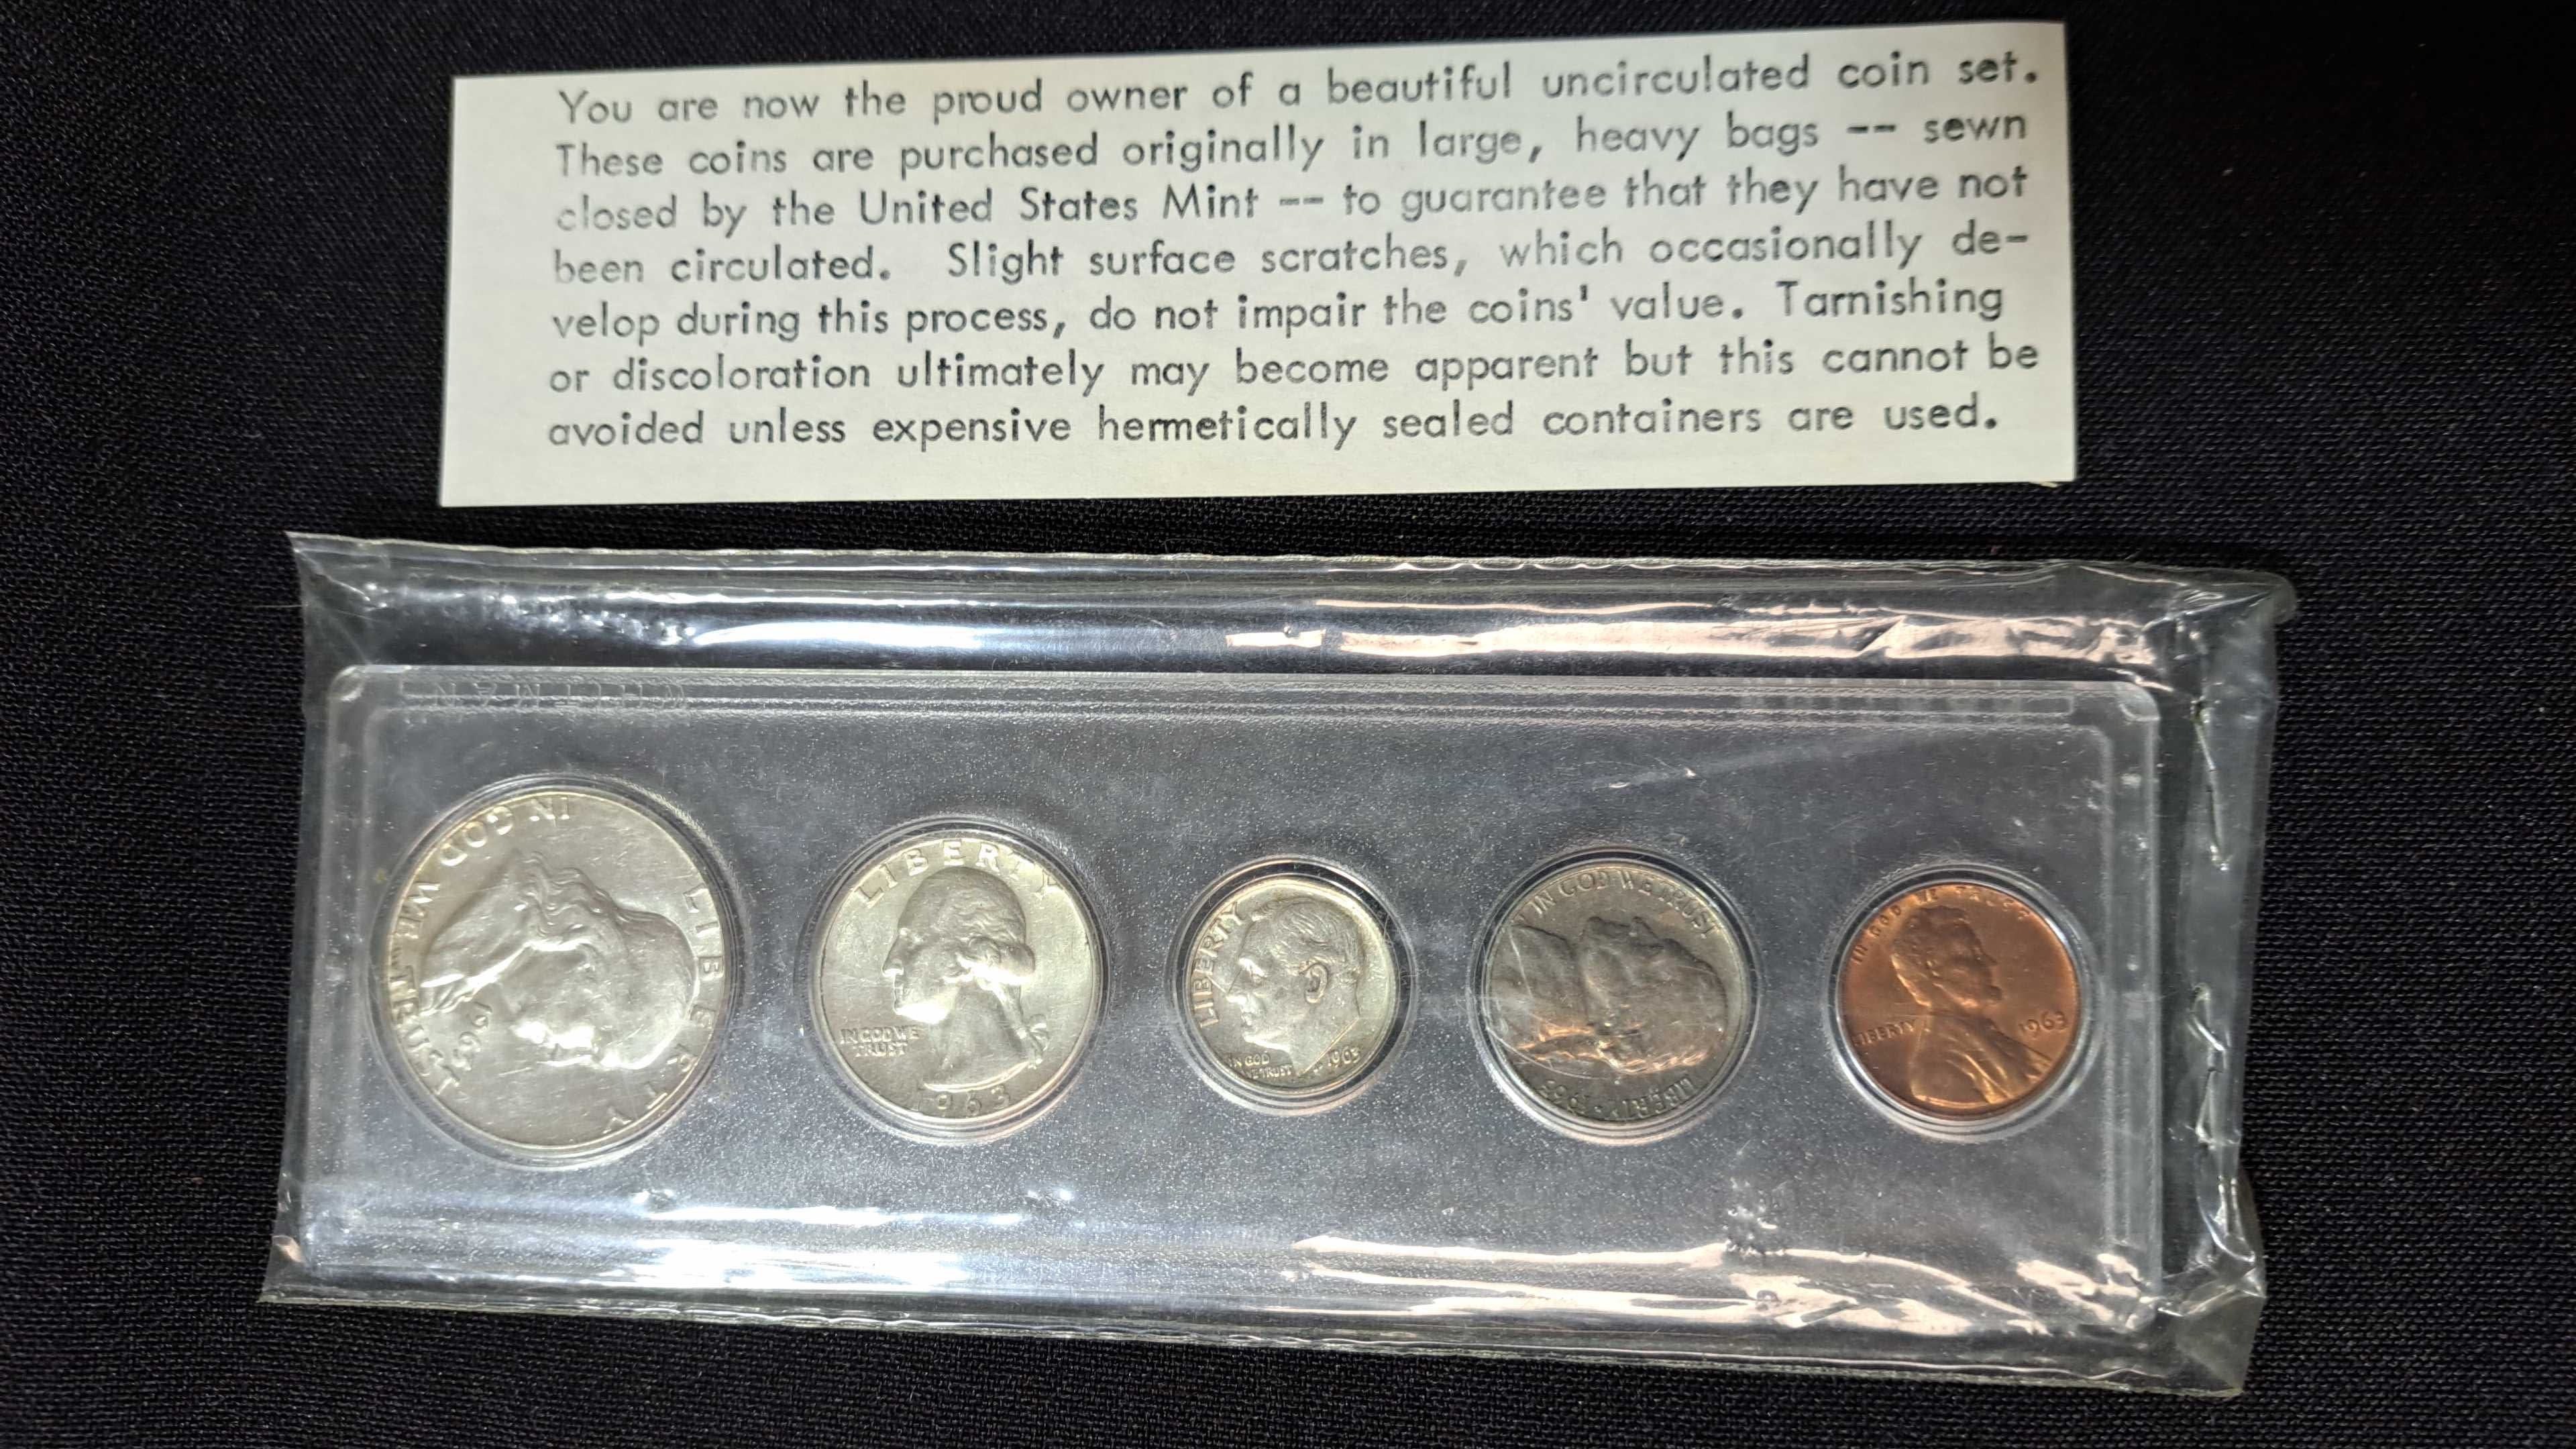 You are now the proud owner of a beautiful uncirculated coin set.
These coins are purchased originally in large, heavy bags -- sewn
closed by the United States Mint -- to guarantee that they have not
been circulated. Slight surface scratches, which occasionally de-
velop during this process, do not impair the coins' value. Tarnishing
or discoloration ultimately may become apparent but this cannot be
avoided unless expensive hermetically sealed containers are used.
IN GOD WE TRUST
LIBERTY
1963
LIBERTY
IN GOD WE
TRUST
1963
LIBERTY
IN GOD
WE TRUST
1963
IN GOD WE TRUST
LIBERTY
1963
IN GOD WE TRUST
LIBERTY
1963